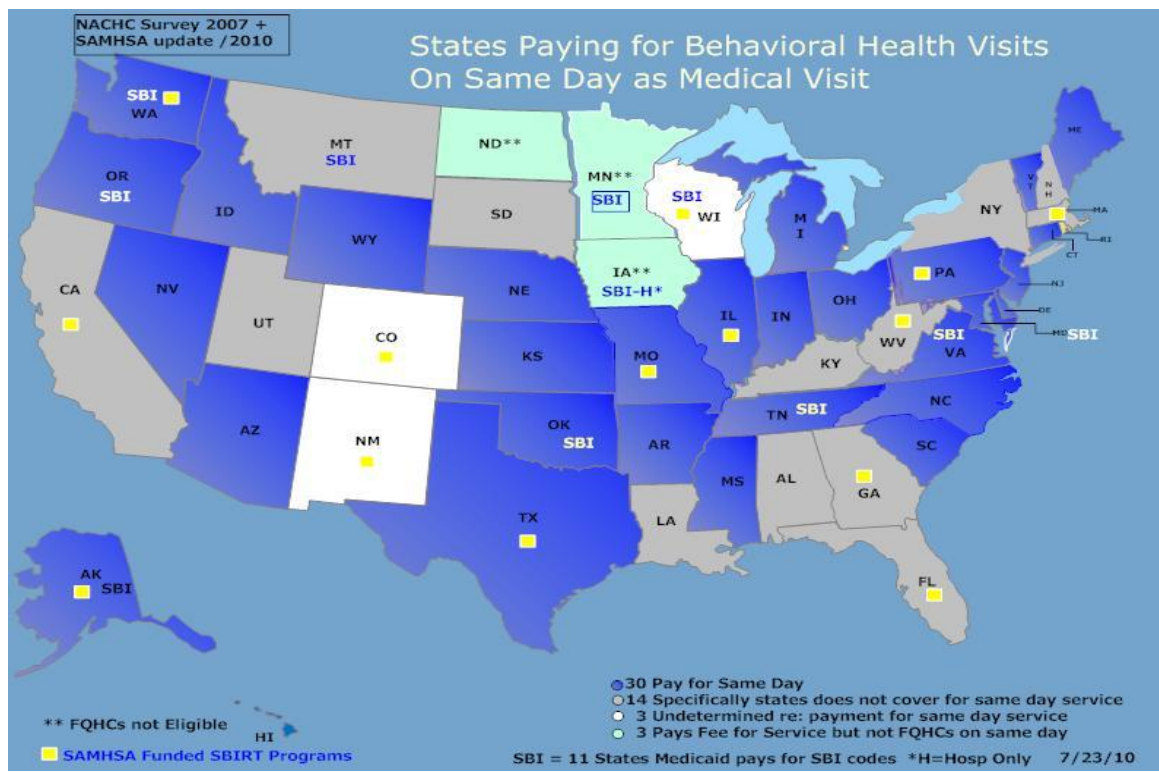 NACHC Survey 2007 +
SAMHSA update /2010
States Paying for Behavioral Health Visits
On Same Day as Medical Visit
SBI
WA
MT
SBI
ND**
MN**
SBI
SBI
WI
ME
VT
NH
OR
SBI
ID
SD
WY
MI
NY
MA
RI
CT
CA
NV
UT
CO
NE
IA**
SBI-H*
IL
IN
OH
PA
NJ
DE
MD SBI
KS
MO
KY
WV
SBI
VA
AZ
NM
OK
SBI
AR
TN SBI
NC
SC
TX
LA
MS
AL
GA
FL
AK
SBI
HI
30 Pay for Same Day
14 Specifically states does not cover for same day service
3 Undetermined re: payment for same day service
3 Pays Fee for Service but not FQHCs on same day
** FQHCs not Eligible
SAMHSA Funded SBIRT Programs
SBI = 11 States Medicaid pays for SBI codes *H=Hosp Only 7/23/10